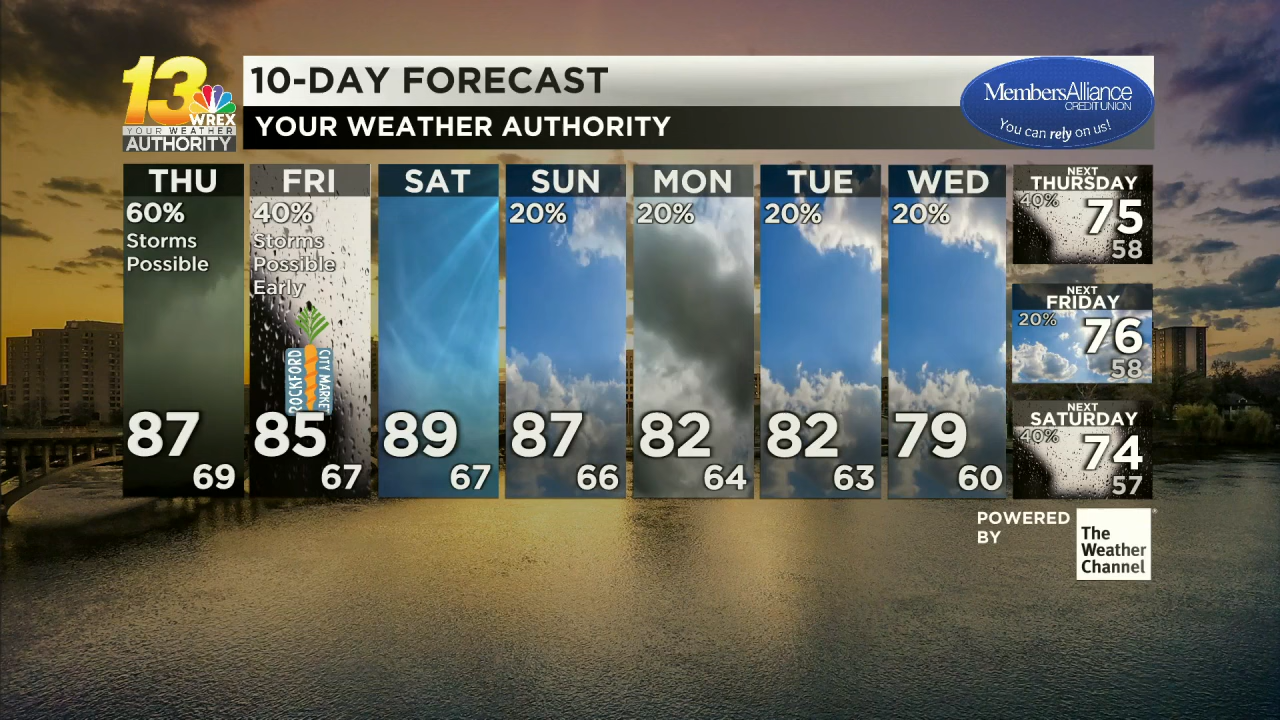 13
WREX
YOUR WEATHER
AUTHORITY
10-DAY FORECAST
YOUR WEATHER AUTHORITY
MembersAlliance
CREDIT UNION
You can rely on us!
THU
60%
Storms
Possible
87
69
FRI
40%
Storms
Possible
Early
ROCKFORD
CITY MARKET
85
67
SAT
89
67
SUN
20%
87
66
MON
20%
82
64
TUE
20%
82
63
WED
20%
79
60
NEXT
THURSDAY
40%
75
58
NEXT
FRIDAY
20%
76
58
NEXT
SATURDAY
40%
74
57
POWERED
BY
The
Weather
Channel